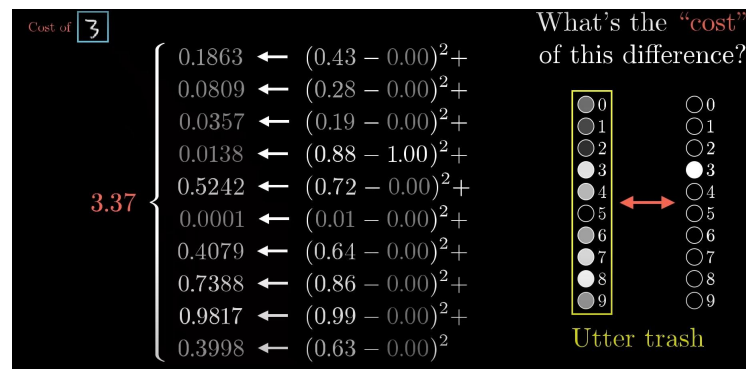 Cost of 3
What's the “cost”
of this difference?
3.37
0.1863 ← (0.43 − 0.00)²+
0.0809 ← (0.28 − 0.00)²+
0.0357 ← (0.19 − 0.00)²+
0.0138 ← (0.88 − 1.00)²+
0.5242 ← (0.72 − 0.00)²+
0.0001 ← (0.01 − 0.00)²+
0.4079 ← (0.64 − 0.00)²+
0.7388 ← (0.86 − 0.00)²+
0.9817 ← (0.99 − 0.00)²+
0.3998 ← (0.63 − 0.00)²
0 0
1 1
2 2
3 3
4 4
5 5
6 6
7 7
8 8
9 9
Utter trash